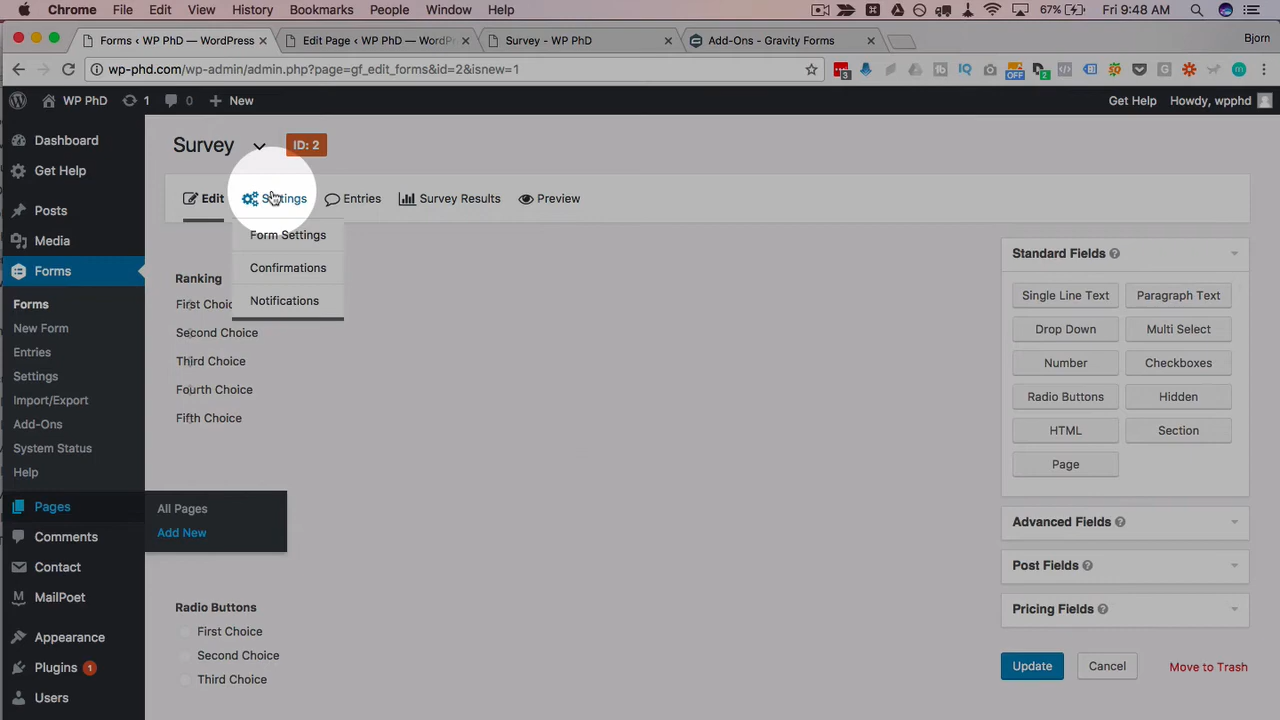 Chrome File Edit View History Bookmarks People Window Help 67% Fri 9:48 AM
Forms ‹ WP PhD — WordPress Edit Page ‹ WP PhD — WordPr Survey - WP PhD Add-Ons - Gravity Forms Bjorn
wp-phd.com/wp-admin/admin.php?page=gf_edit_forms&id=2&isnew=1 3 OFF 2
WP PhD 1 0 New Get Help Howdy, wpphd
Dashboard
Get Help
Posts
Media
Forms
Forms
New Form
Entries
Settings
Import/Export
Add-Ons
System Status
Help
Pages
All Pages
Add New
Comments
Contact
MailPoet
Appearance
Plugins 1
Users
Survey ID: 2
Edit Settings Entries Survey Results Preview
Form Settings
Confirmations
Notifications
Ranking
First Choic
Second Choice
Third Choice
Fourth Choice
Fifth Choice
Radio Buttons
First Choice
Second Choice
Third Choice
Standard Fields
Single Line Text Paragraph Text
Drop Down Multi Select
Number Checkboxes
Radio Buttons Hidden
HTML Section
Page
Advanced Fields
Post Fields
Pricing Fields
Update Cancel Move to Trash